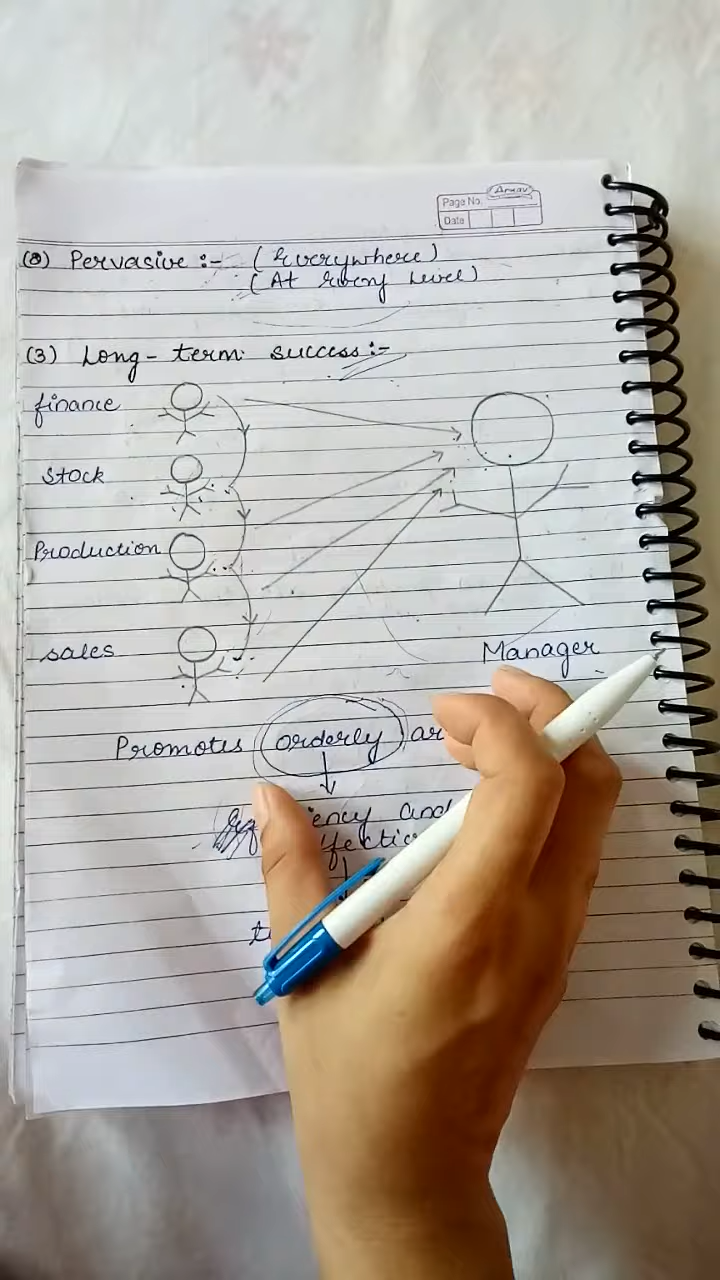 Page No.
Date
(2) Pervasive :- (Everywhere)
(At Every Level)
(3) Long-term success:-
finance
Stock
Production
sales
Manager
Promotes orderly
and